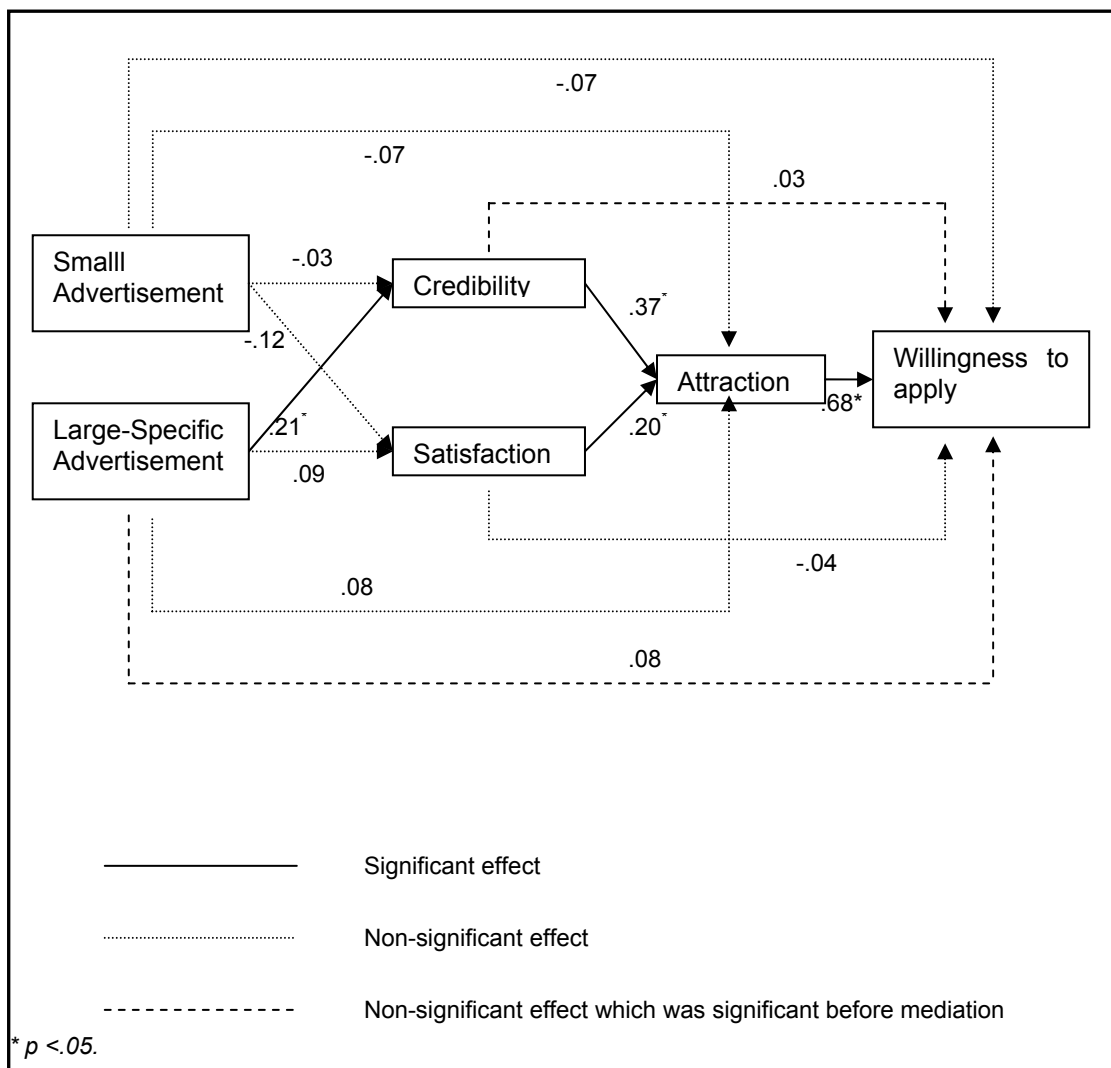 -.07
-.07
.03
Smalll
Advertisement
-.03
Credibility
.37*
-.12
Attraction
.68*
Willingness to
apply
Large-Specific
Advertisement
.21*
.09
Satisfaction
.20*
-.04
.08
.08
Significant effect
Non-significant effect
Non-significant effect which was significant before mediation
* p <.05.